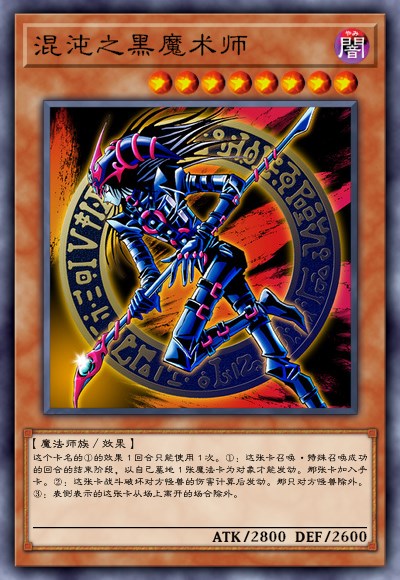 混沌之黑魔术师
やみ
闇
【魔法师族／效果】
这个卡名的①的效果1回合只能使用1次。①：这张卡召唤·特殊召唤成功
的回合的结束阶段，以自己墓地1张魔法卡为对象才能发动。那张卡加入手
卡。②：这张卡战斗破坏对方怪兽的伤害计算后发动。那只对方怪兽除外。
③：表侧表示的这张卡从场上离开的场合除外。
ATK/2800 DEF/2600